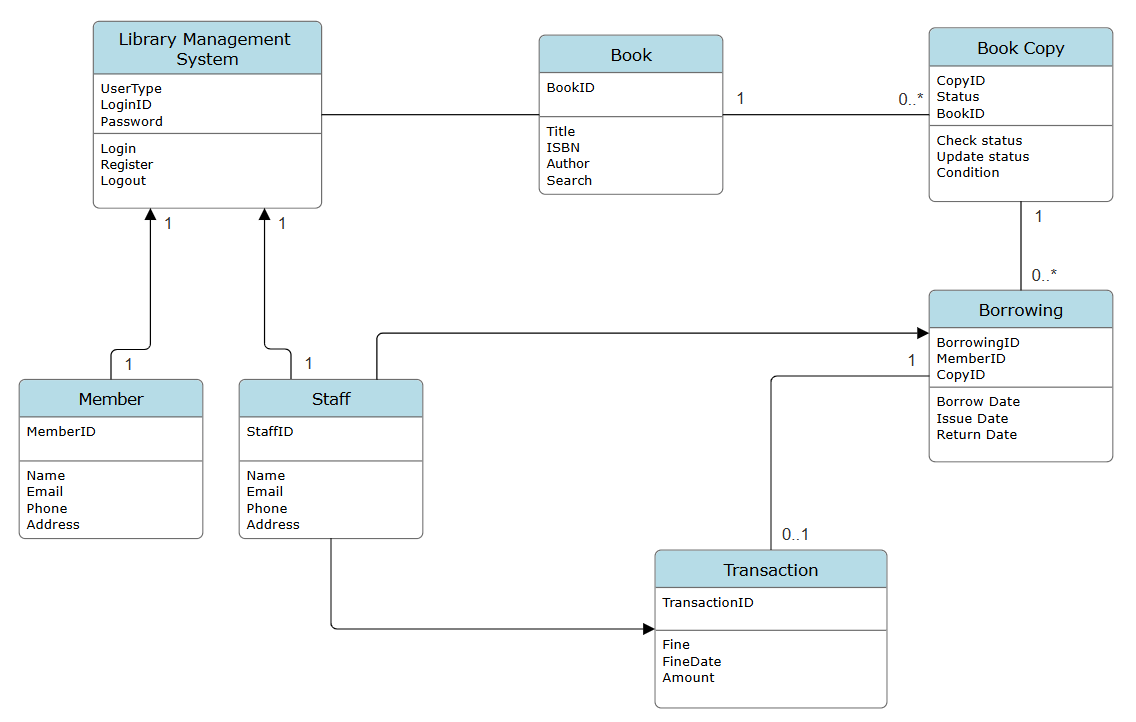 Library Management
System
UserType
LoginID
Password
Login
Register
Logout
Book
BookID
Title
ISBN
Author
Search
1
0..*
Book Copy
CopyID
Status
BookID
Check status
Update status
Condition
1
1
1
0..*
Borrowing
BorrowingID
MemberID
CopyID
Borrow Date
Issue Date
Return Date
1
1
1
Member
MemberID
Name
Email
Phone
Address
Staff
StaffID
Name
Email
Phone
Address
0..1
Transaction
TransactionID
Fine
FineDate
Amount